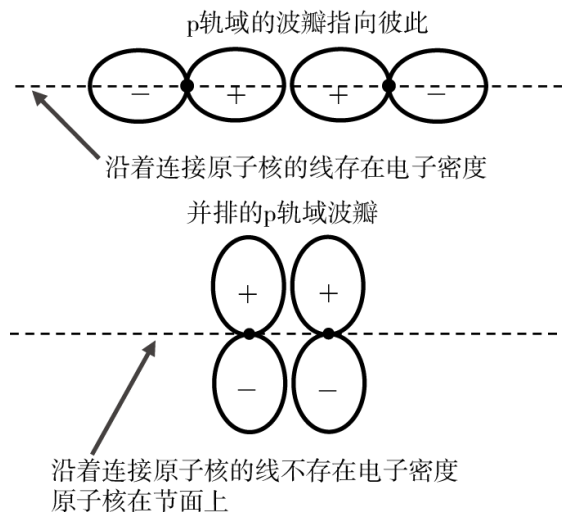 p轨域的波瓣指向彼此
− + + −
沿着连接原子核的线存在电子密度
并排的p轨域波瓣
+ +
− −
沿着连接原子核的线不存在电子密度
原子核在节面上